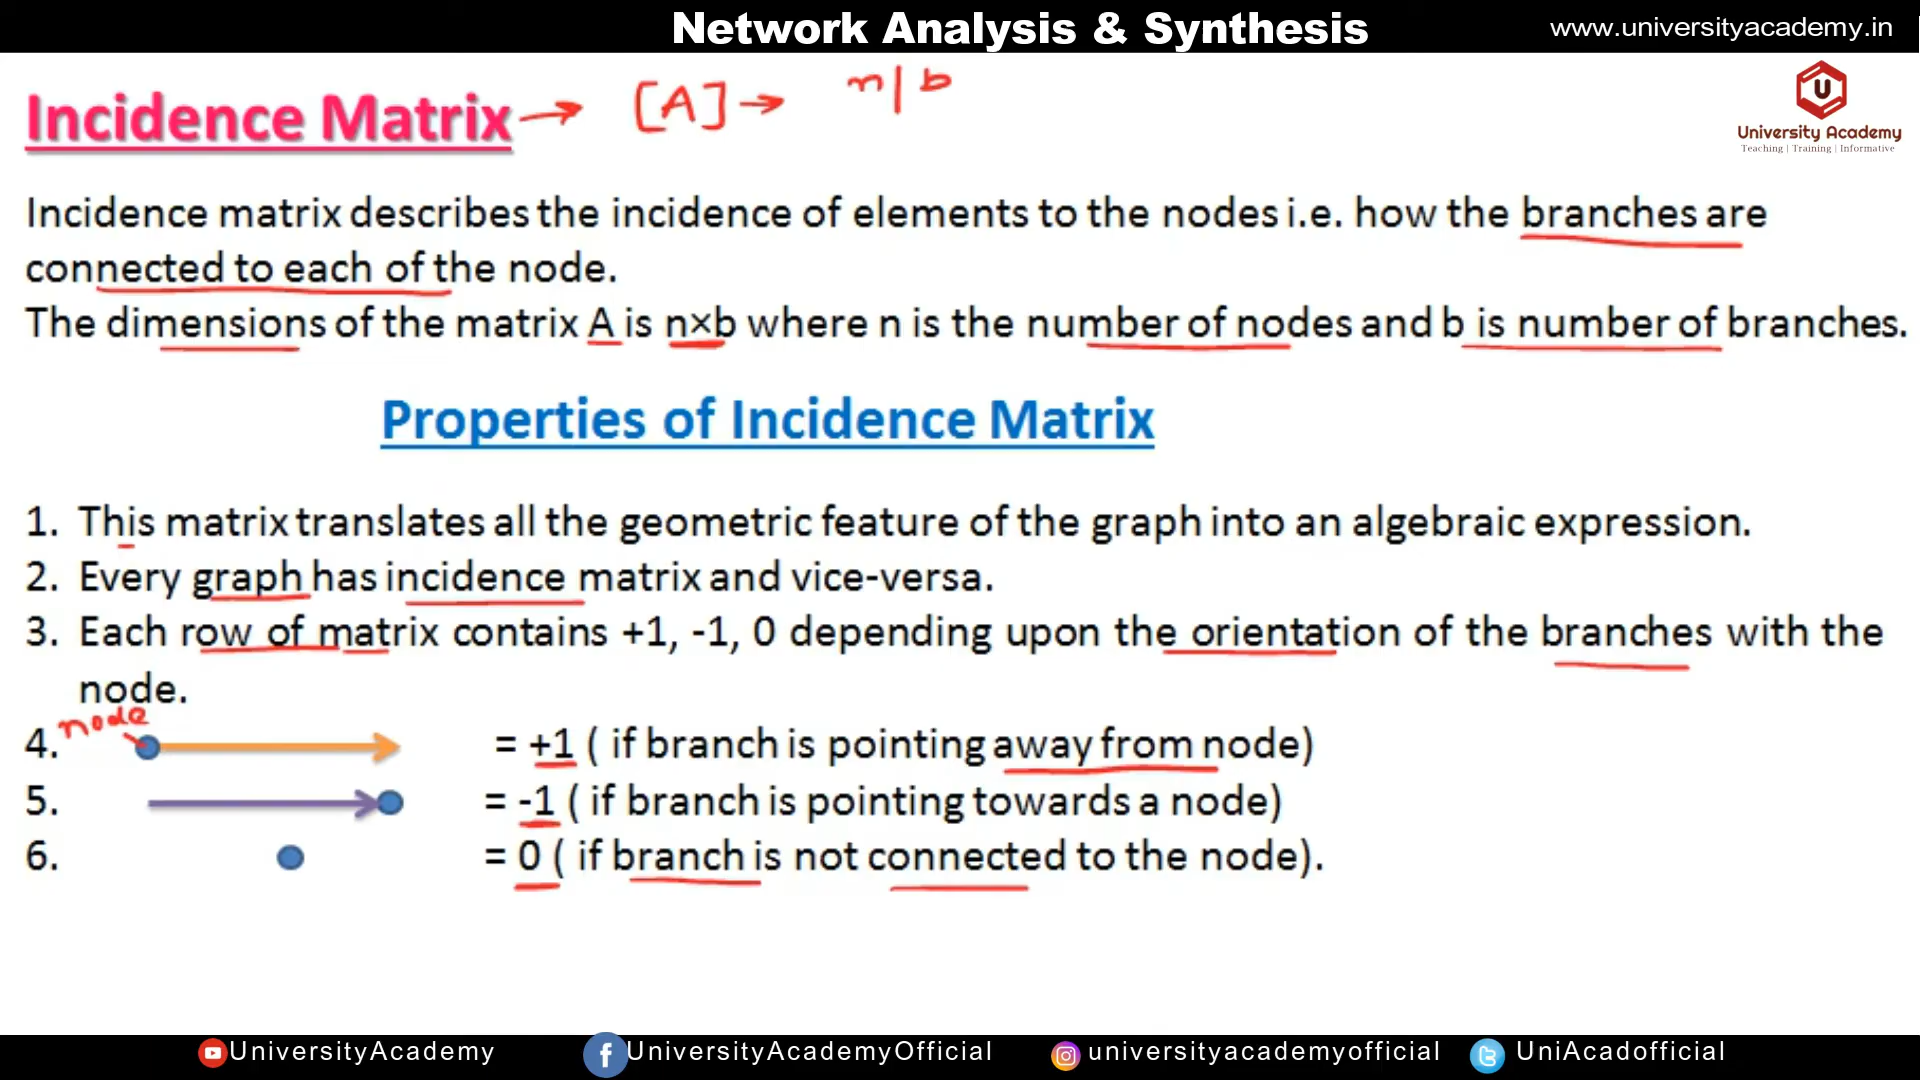 Network Analysis & Synthesis
www.universityacademy.in
Incidence Matrix → [A] → n | b
U
University Academy
Teaching | Training | Informative
Incidence matrix describes the incidence of elements to the nodes i.e. how the branches are
connected to each of the node.
The dimensions of the matrix A is n×b where n is the number of nodes and b is number of branches.
Properties of Incidence Matrix
1. This matrix translates all the geometric feature of the graph into an algebraic expression.
2. Every graph has incidence matrix and vice-versa.
3. Each row of matrix contains +1, -1, 0 depending upon the orientation of the branches with the
node.
node
4. = +1 ( if branch is pointing away from node)
5. = -1 ( if branch is pointing towards a node)
6. = 0 ( if branch is not connected to the node).
UniversityAcademy
UniversityAcademyOfficial
universityacademyofficial
UniAcadofficial